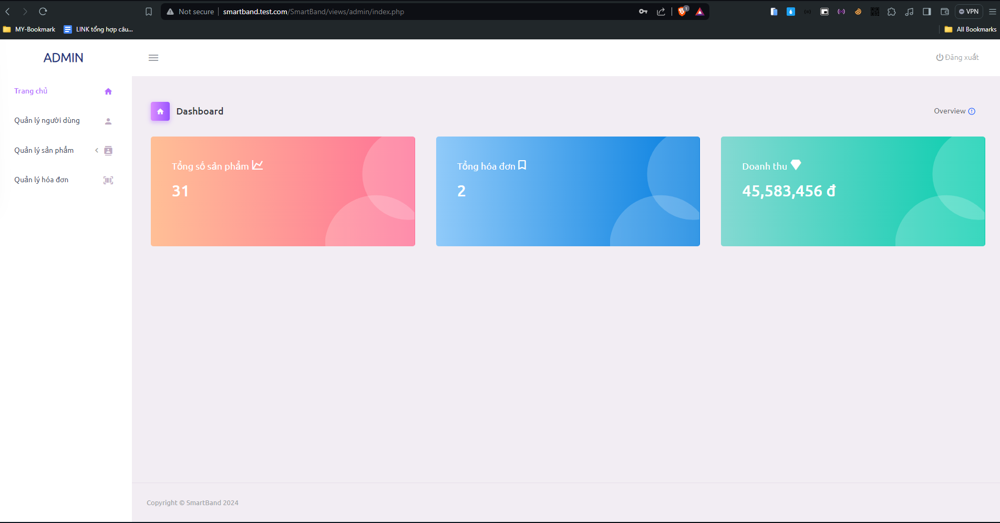 Not secure smartband.test.com/SmartBand/views/admin/index.php VPN
MY-Bookmark LINK tổng hợp câu... All Bookmarks
ADMIN Đăng xuất
Trang chủ
Quản lý người dùng
Quản lý sản phẩm
Quản lý hóa đơn
Dashboard Overview
Tổng số sản phẩm
31
Tổng hóa đơn
2
Doanh thu
45,583,456 đ
Copyright © SmartBand 2024